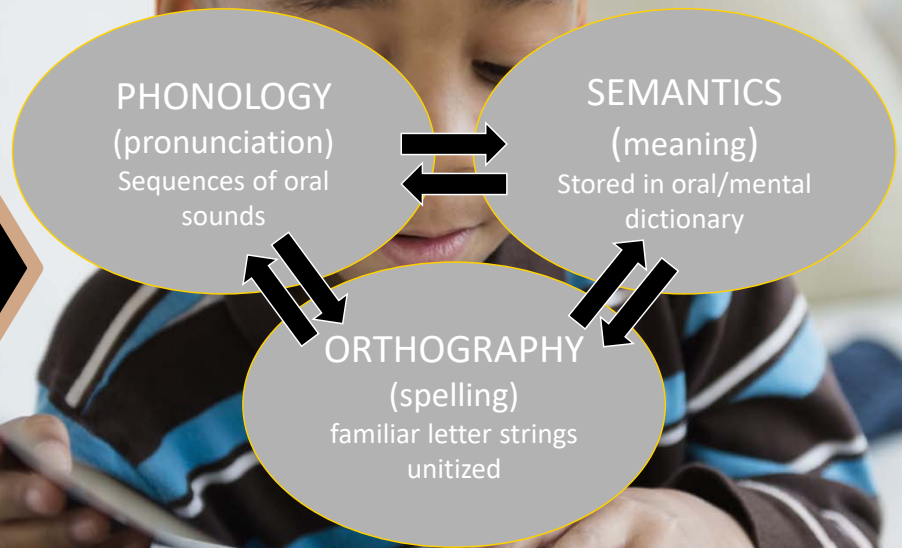 PHONOLOGY
(pronunciation)
Sequences of oral
sounds
SEMANTICS
(meaning)
Stored in oral/mental
dictionary
ORTHOGRAPHY
(spelling)
familiar letter strings
unitized